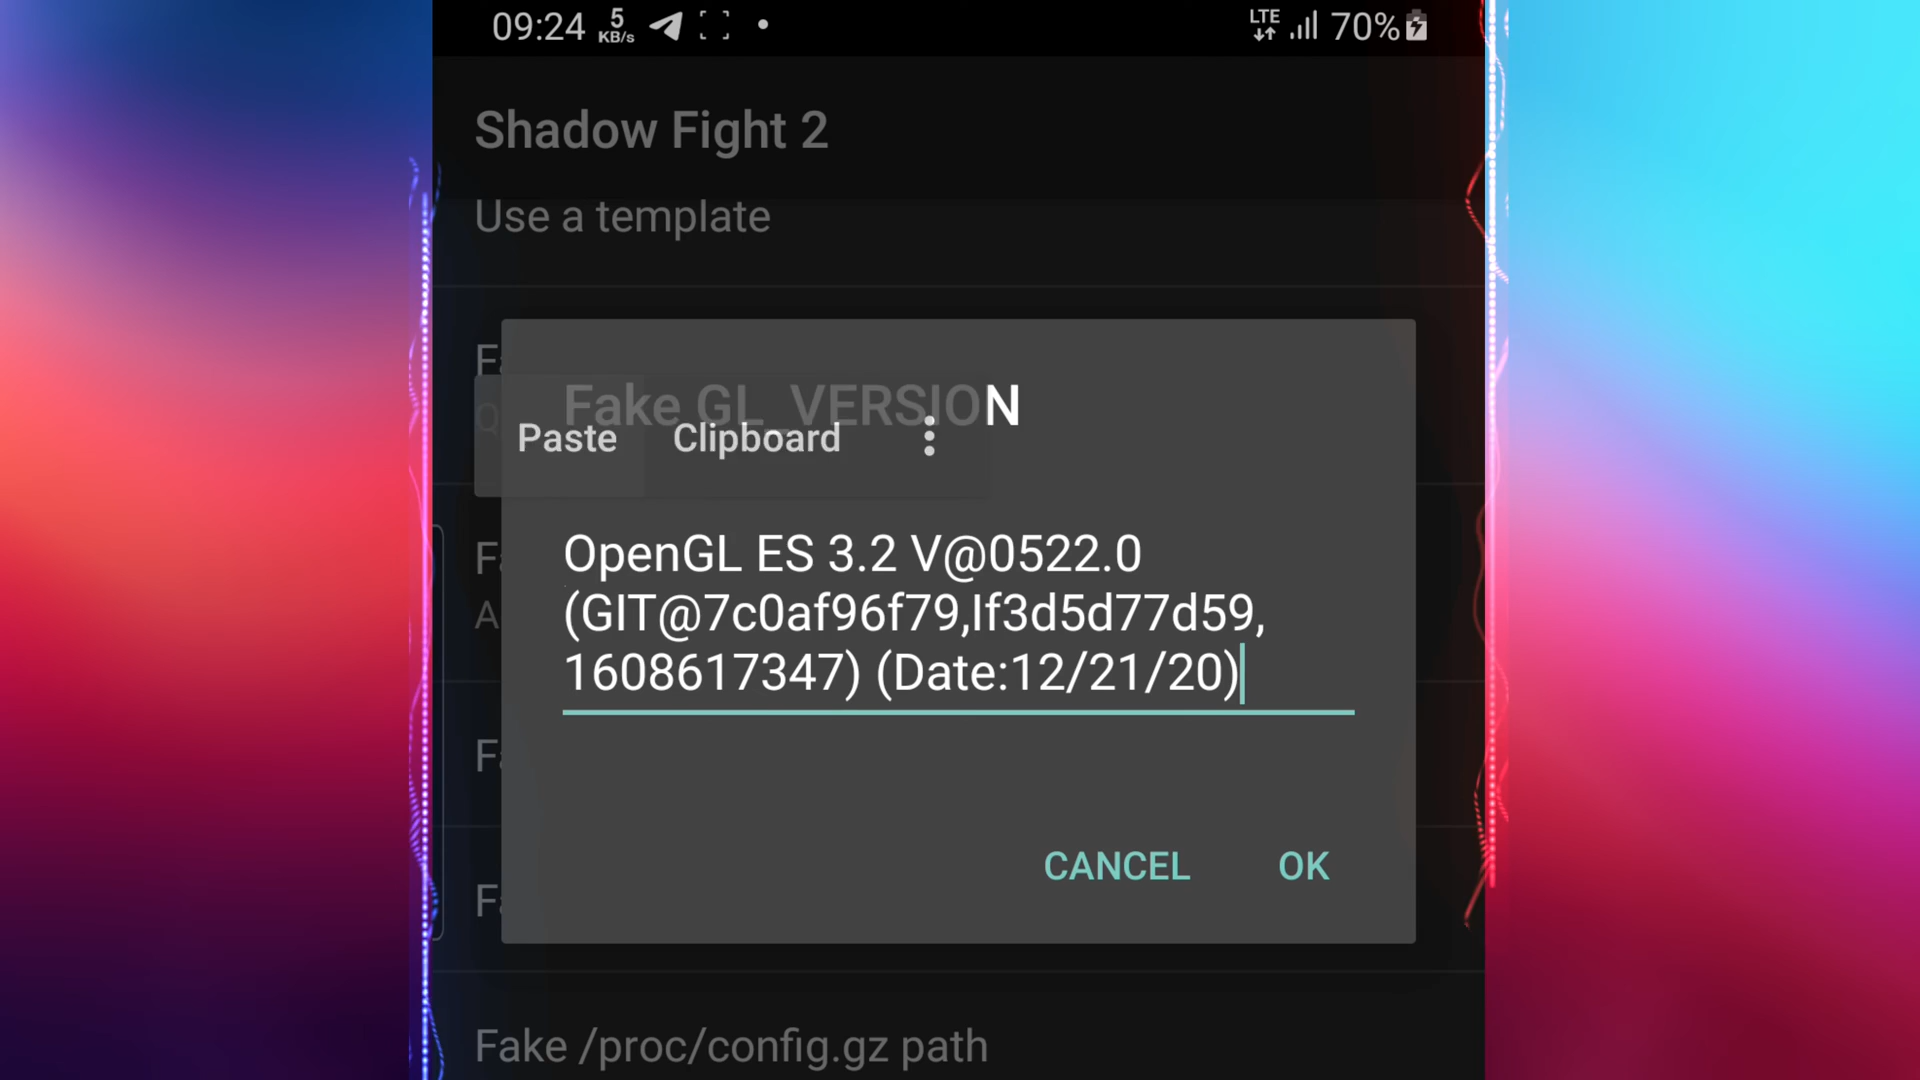 09:24 5 KB/s LTE 70%
Shadow Fight 2
Use a template
Fake GL_VERSION
Paste Clipboard
OpenGL ES 3.2 V@0522.0
(GIT@7c0af96f79,If3d5d77d59,
1608617347) (Date:12/21/20)
CANCEL OK
Fake /proc/config.gz path